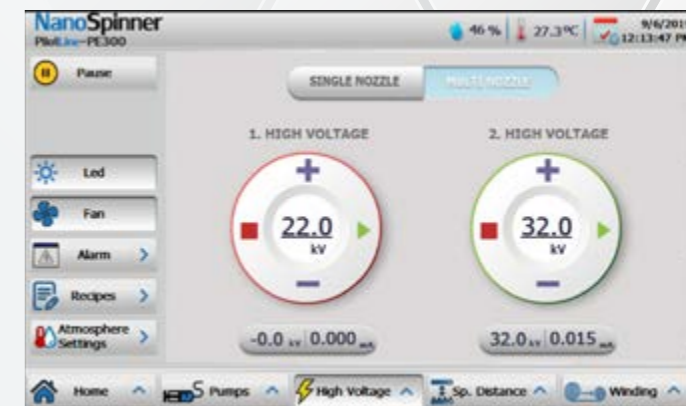 NanoSpinner
PilotLine-PE300
46 %
27.3ºC
9/6/2019
12:13:47 PM
Pause
SINGLE NOZZLE
MULTI NOZZLE
1. HIGH VOLTAGE
2. HIGH VOLTAGE
22.0
kV
32.0
kV
-0.0 kV 0.000 mA
32.0 kV 0.015 mA
Led
Fan
Alarm
Recipes
Atmosphere
Settings
Home
Pumps
High Voltage
Sp. Distance
Winding